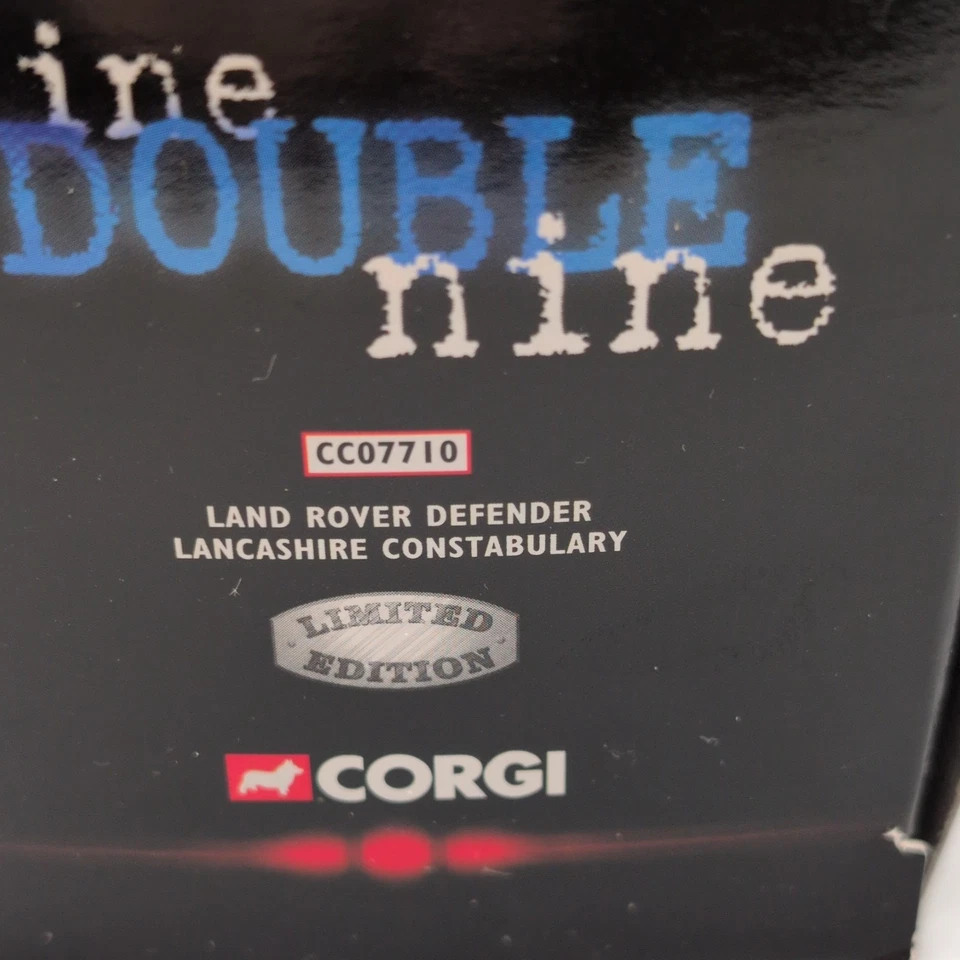 ine
DOUBLE
nine
CC07710
LAND ROVER DEFENDER
LANCASHIRE CONSTABULARY
LIMITED
EDITION
CORGI